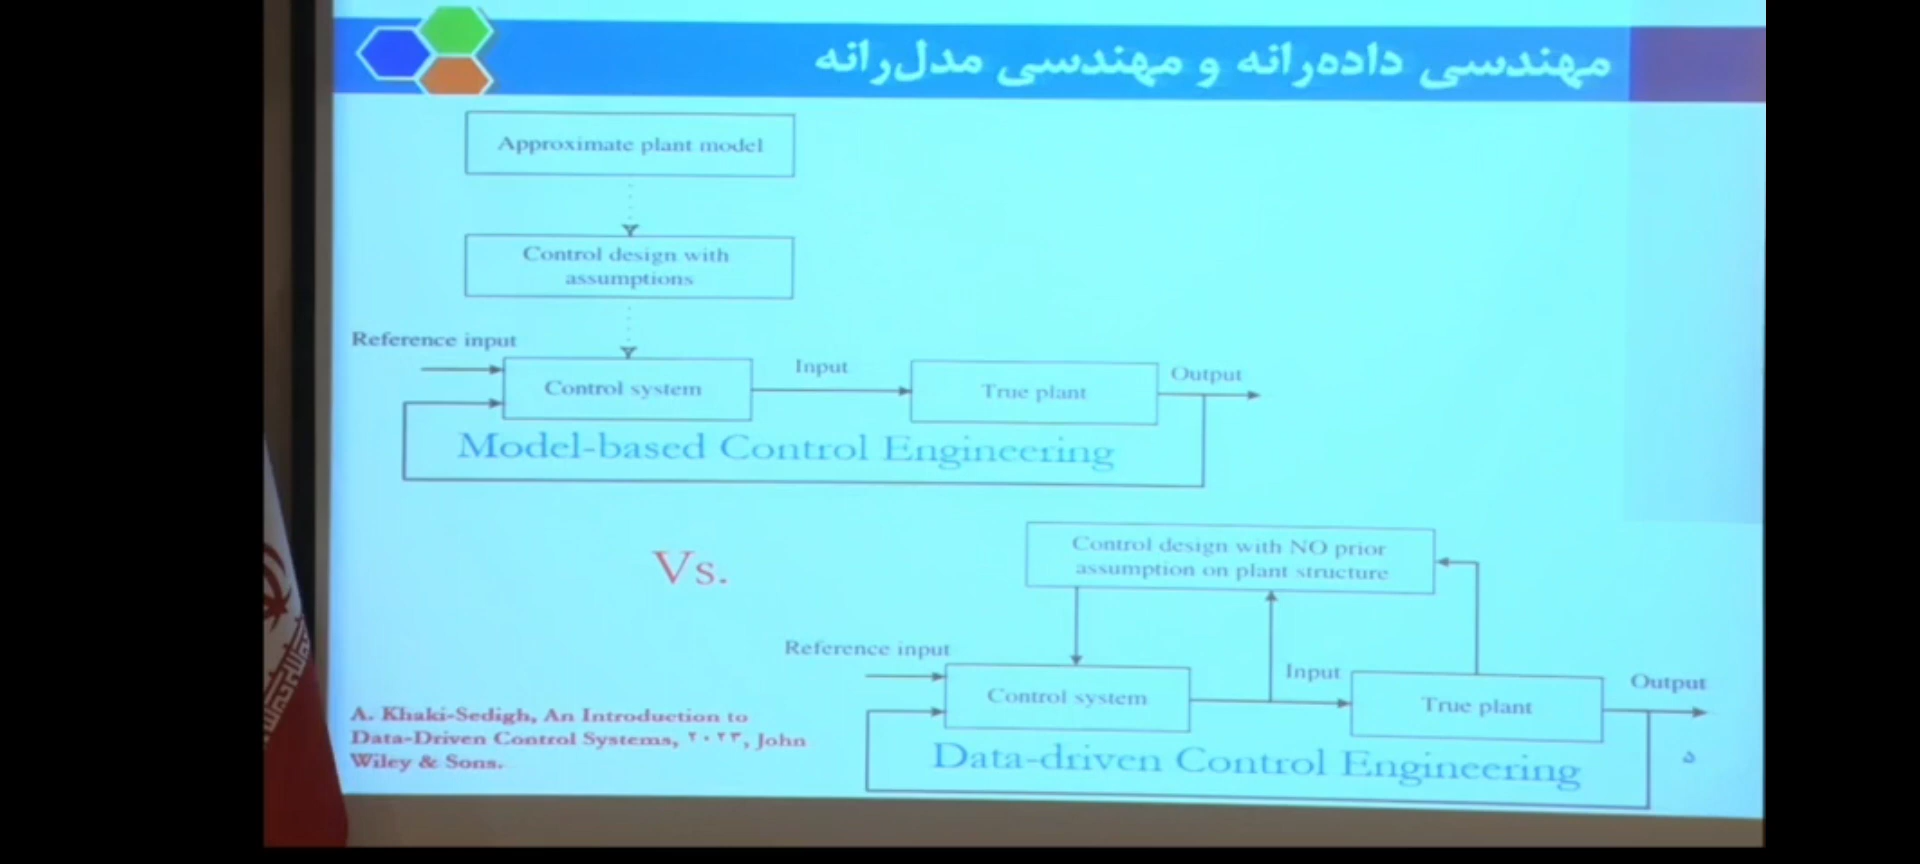 مهندسی داده‌رانه و مهندسی مدل‌رانه
Approximate plant model
Control design with
assumptions
Reference input
Control system
Input
True plant
Output
Model-based Control Engineering
Vs.
Control design with NO prior
assumption on plant structure
Reference input
Control system
Input
True plant
Output
Data-driven Control Engineering
A. Khaki-Sedigh, An Introduction to
Data-Driven Control Systems, ۲۰۲۳, John
Wiley & Sons.
۵